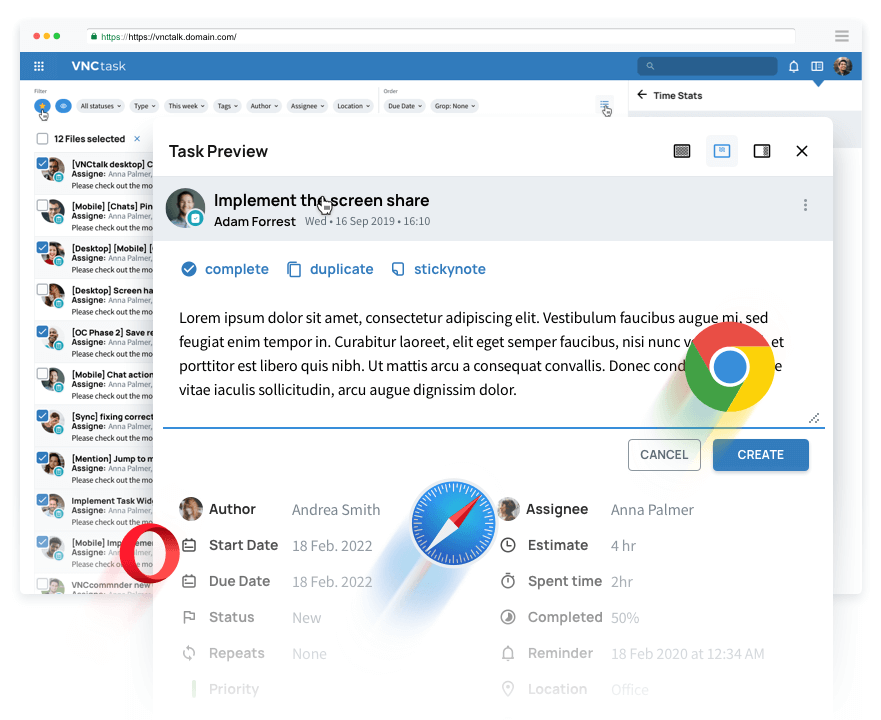 https://https://vnctalk.domain.com/
VNCtask
Filter
Order
All statuses
Type
This week
Tags
Author
Assignee
Location
Due Date
Grop: None
Time Stats
12 Files selected
[VNCtalk desktop] C
Assigne: Anna Palmer,
Please check out the mo
[Mobile] [Chats] Pin
Assigne: Anna Palmer,
Please check out the mo
[Desktop] [Mobile] [
Assigne: Anna Palmer,
Please check out the mo
[Desktop] Screen ha
Assigne: Anna Palmer,
Please check out the mo
[OC Phase 2] Save re
Assigne: Anna Palmer,
Please check out the mo
[Mobile] Chat action
Assigne: Anna Palmer,
Please check out the mo
[Sync] fixing correct
Assigne: Anna Palmer,
Please check out the mo
[Mention] Jump to m
Assigne: Anna Palmer,
Please check out the mo
Implement Task Wid
Assigne: Anna Palmer,
Please check out the mo
[Mobile]
Assigne: Anna Palmer,
Please check
VNCcommnder new
Assigne: Anna Palmer,
Please check out the mo
Task Preview
Implement the screen share
Adam Forrest Wed • 16 Sep 2019 • 16:10
complete duplicate stickynote
Lorem ipsum dolor sit amet, consectetur adipiscing elit. Vestibulum faucibus augue mi, sed
feugiat enim tempor in. Curabitur laoreet, elit eget semper faucibus, nisi nunc et
porttitor est libero quis nibh. Ut mattis arcu a consequat convallis. Donec
vitae iaculis sollicitudin, arcu augue dignissim dolor.
CANCEL CREATE
Author Andrea Smith
Assignee Anna Palmer
Start Date 18 Feb. 2022
Estimate 4 hr
Due Date 18 Feb. 2022
Spent time 2hr
Status New
Completed 50%
Repeats None
Reminder 18 Feb 2020 at 12:34 AM
Priority
Location Office